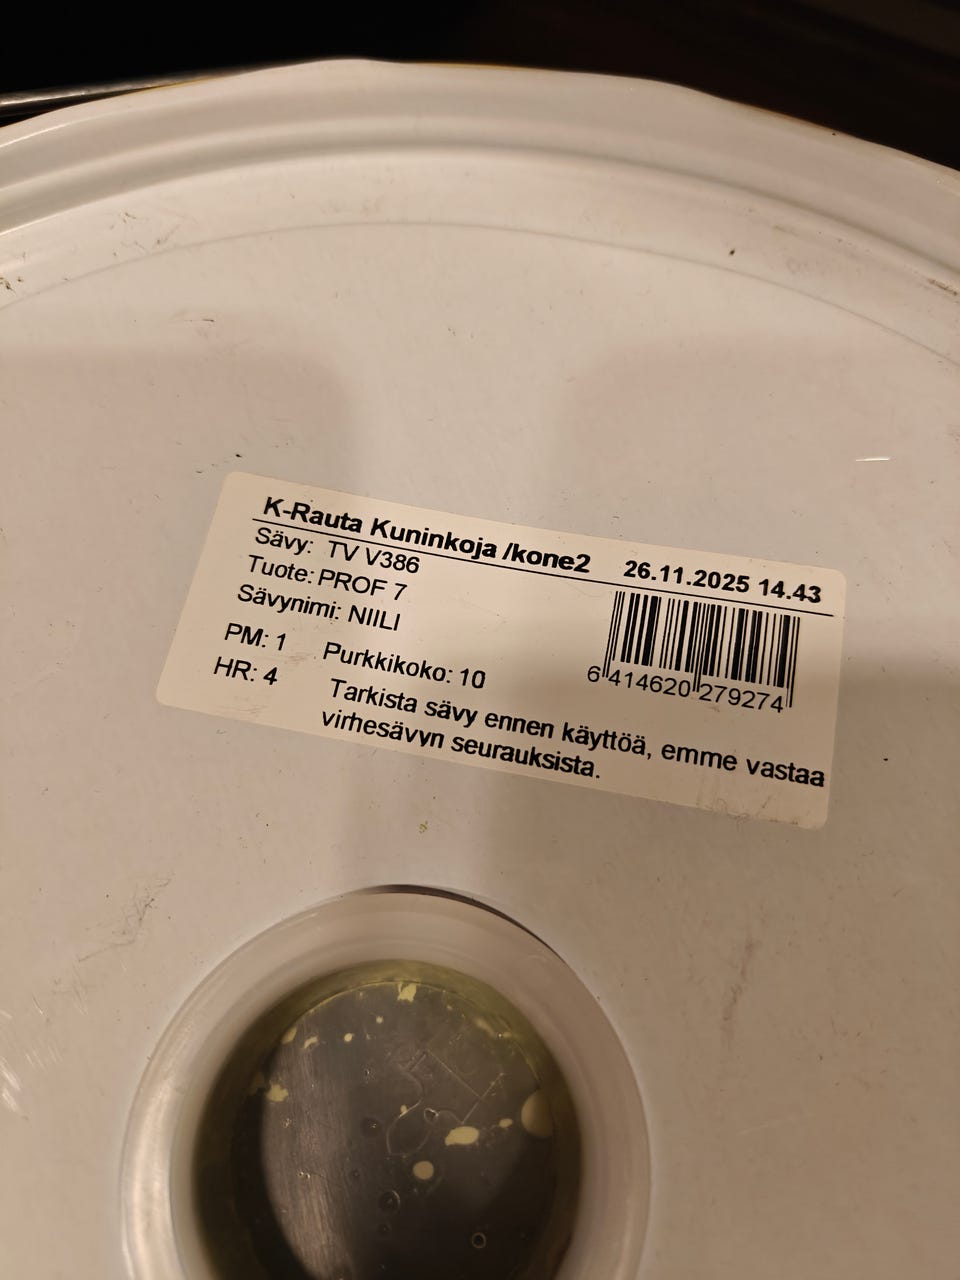 K-Rauta Kuninkoja /kone2 26.11.2025 14.43
Sävy: TV V386
Tuote: PROF 7
Sävynimi: NIILI
PM: 1 Purkkikoko: 10
HR: 4
6 414620 279274
Tarkista sävy ennen käyttöä, emme vastaa
virhesävyn seurauksista.